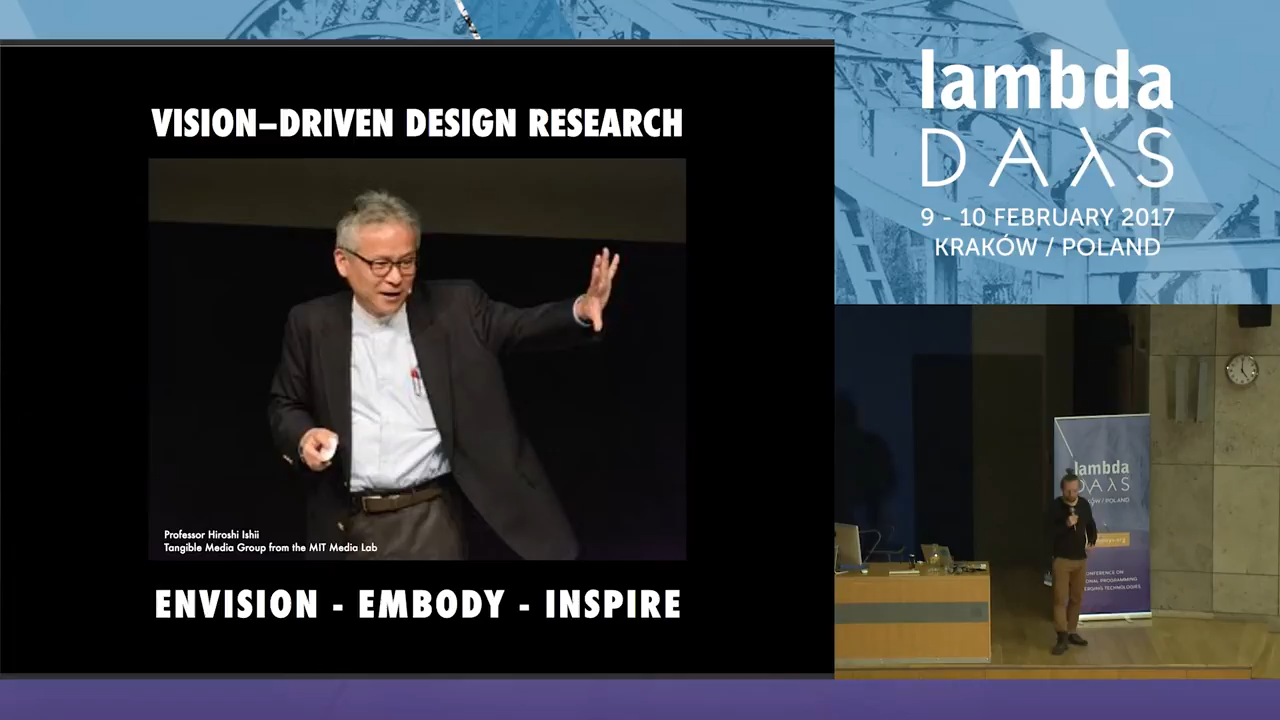 VISION–DRIVEN DESIGN RESEARCH
Professor Hiroshi Ishii
Tangible Media Group from the MIT Media Lab
ENVISION - EMBODY - INSPIRE
lambda
DAλS
9 - 10 FEBRUARY 2017
KRAKÓW / POLAND
lambda
DAλS
/ POLAND